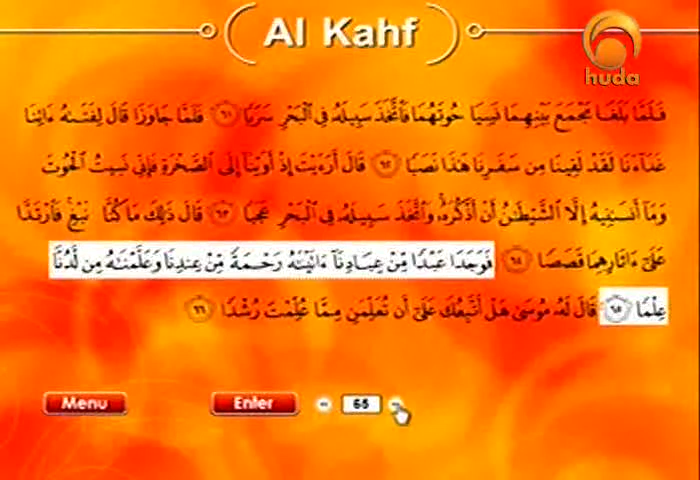 Al Kahf
huda
فَلَمَّا بَلَغَا مَجْمَعَ بَيْنِهِمَا نَسِيَا حُوتَهُمَا فَٱتَّخَذَ سَبِيلَهُۥ فِى ٱلْبَحْرِ سَرَبًا ٦١ فَلَمَّا جَاوَزَا قَالَ لِفَتَىٰهُ ءَاتِنَا
غَدَآءَنَا لَقَدْ لَقِينَا مِن سَفَرِنَا هَٰذَا نَصَبًا ٦٢ قَالَ أَرَءَيْتَ إِذْ أَوَيْنَآ إِلَى ٱلصَّخْرَةِ فَإِنِّى نَسِيتُ ٱلْحُوتَ
وَمَآ أَنسَىٰنِيهُ إِلَّا ٱلشَّيْطَٰنُ أَنْ أَذْكُرَهُۥ وَٱتَّخَذَ سَبِيلَهُۥ فِى ٱلْبَحْرِ عَجَبًا ٦٣ قَالَ ذَٰلِكَ مَا كُنَّا نَبْغِ فَٱرْتَدَّا
عَلَىٰٓ ءَاثَارِهِمَا قَصَصًا ٦٤ فَوَجَدَا عَبْدًا مِّنْ عِبَادِنَآ ءَاتَيْنَٰهُ رَحْمَةً مِّنْ عِندِنَا وَعَلَّمْنَٰهُ مِن لَّدُنَّا
عِلْمًا ٦٥ قَالَ لَهُۥ مُوسَىٰ هَلْ أَتَّبِعُكَ عَلَىٰٓ أَن تُعَلِّمَنِ مِمَّا عُلِّمْتَ رُشْدًا ٦٦
Menu Enter 65